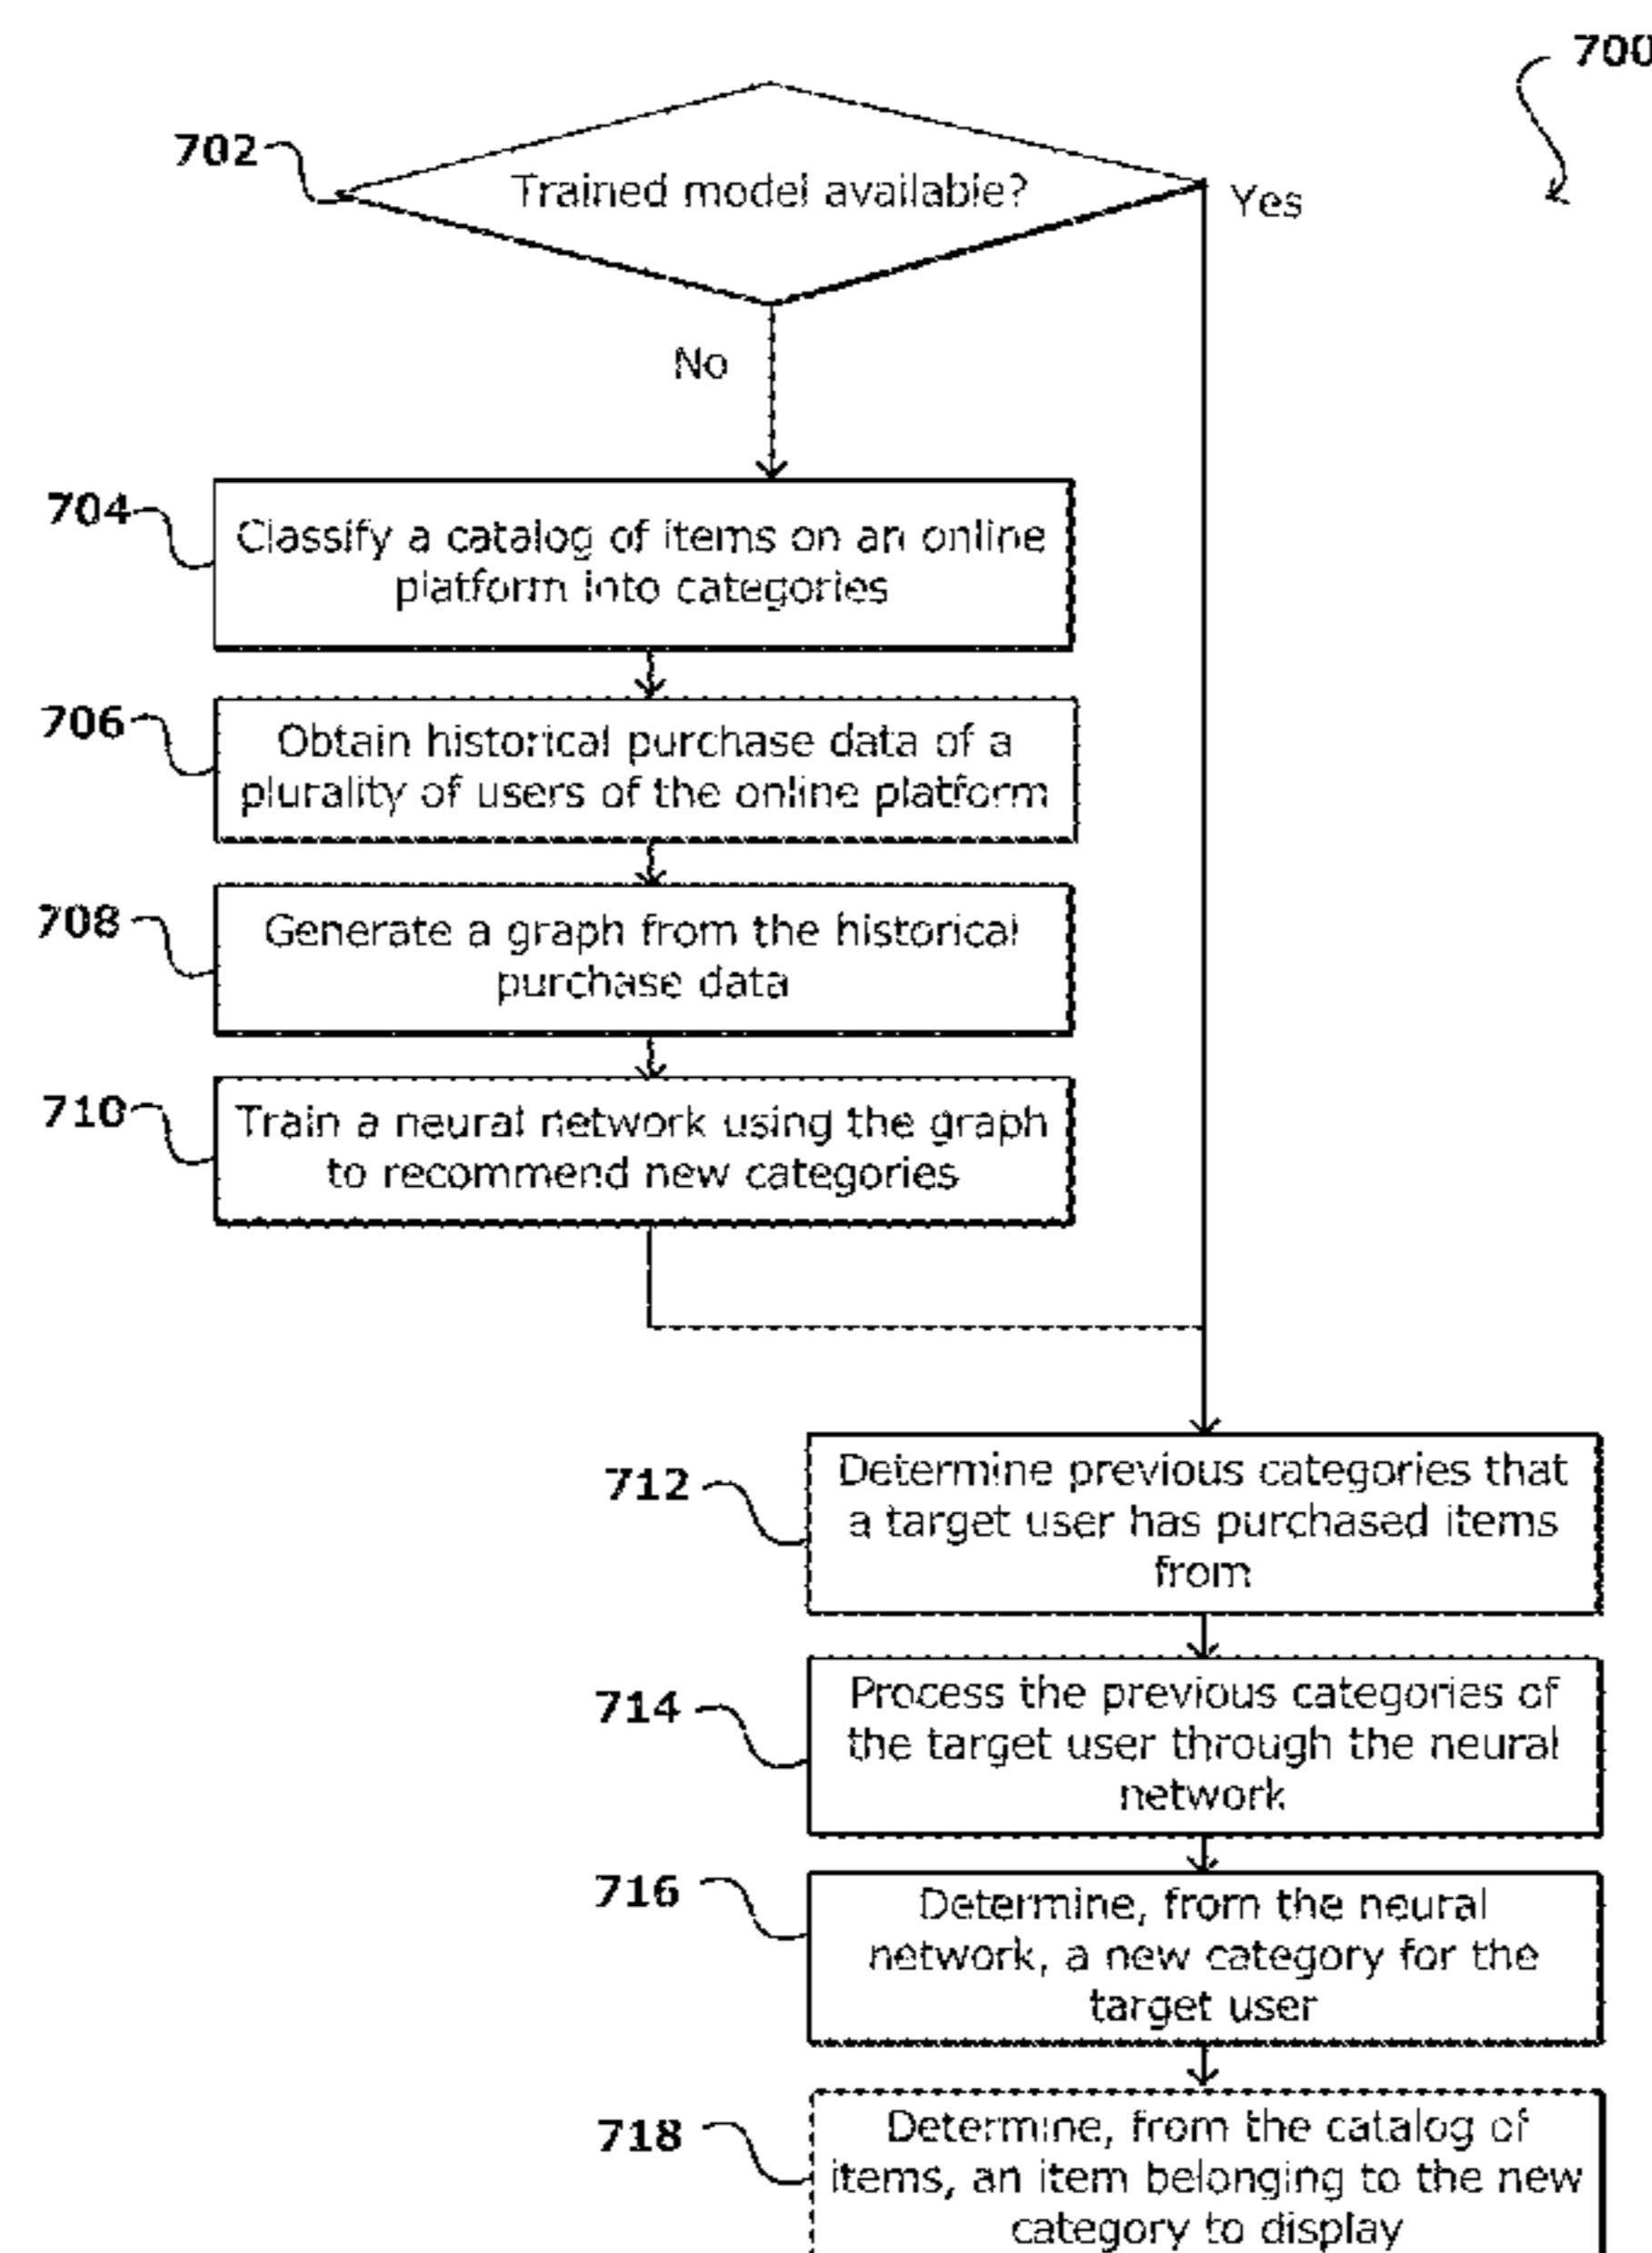 700
702
Trained model available?
Yes
No
704
Classify a catalog of items on an online
platform into categories
706
Obtain historical purchase data of a
plurality of users of the online platform
708
Generate a graph from the historical
purchase data
710
Train a neural network using the graph
to recommend new categories
712
Determine previous categories that
a target user has purchased items
from
714
Process the previous categories of
the target user through the neural
network
716
Determine, from the neural
network, a new category for the
target user
718
Determine, from the catalog of
items, an item belonging to the new
category to display